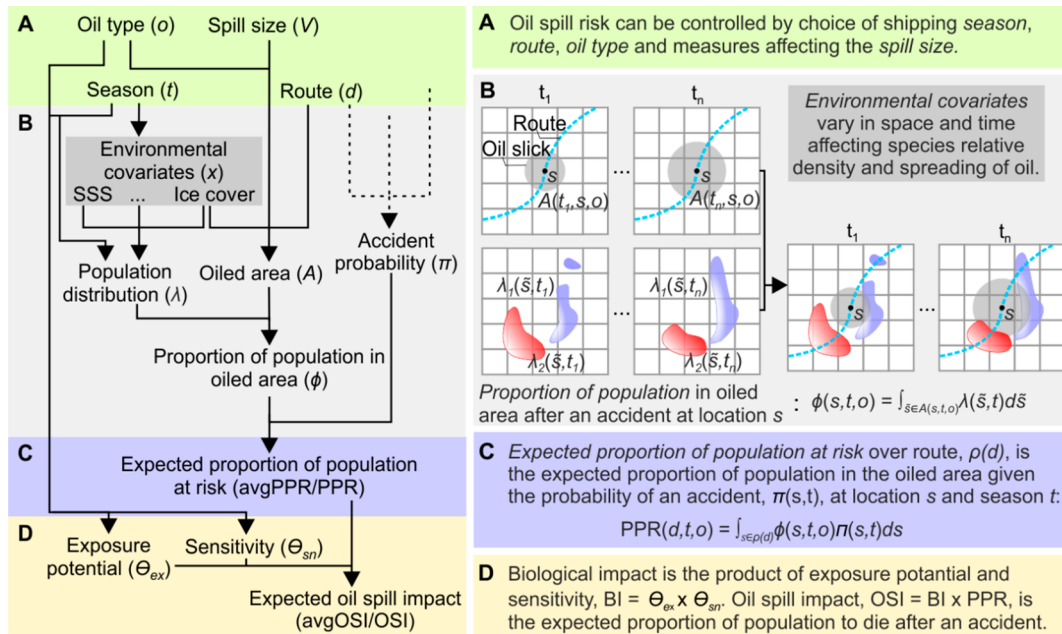 A
Oil type (o)
Spill size (V)
Season (t)
Route (d)
B
Environmental
covariates (x)
SSS ... Ice cover
Accident
probability (π)
Population
distribution (λ)
Oiled area (A)
Proportion of population in
oiled area (ϕ)
C
Expected proportion of population
at risk (avgPPR/PPR)
D
Exposure
potential (Θex)
Sensitivity (Θsn)
Expected oil spill impact
(avgOSI/OSI)
A Oil spill risk can be controlled by choice of shipping season,
route, oil type and measures affecting the spill size.
B
t1
tn
Route
Oil slick
s
A(t1,s,o)
...
s
A(tn,s,o)
Environmental covariates
vary in space and time
affecting species relative
density and spreading of oil.
λ1(s̃,t1)
λ2(s̃,t1)
...
λ1(s̃,tn)
λ2(s̃,tn)
t1
tn
s
...
s
Proportion of population in oiled
area after an accident at location s
: ϕ(s,t,o) = ∫s̃∈A(s,t,o)λ(s̃,t)ds̃
C Expected proportion of population at risk over route, ρ(d), is
the expected proportion of population in the oiled area given
the probability of an accident, π(s,t), at location s and season t:
PPR(d,t,o) = ∫s∈ρ(d)ϕ(s,t,o)π(s,t)ds
D Biological impact is the product of exposure potential and
sensitivity, BI = Θex x Θsn. Oil spill impact, OSI = BI x PPR, is
the expected proportion of population to die after an accident.